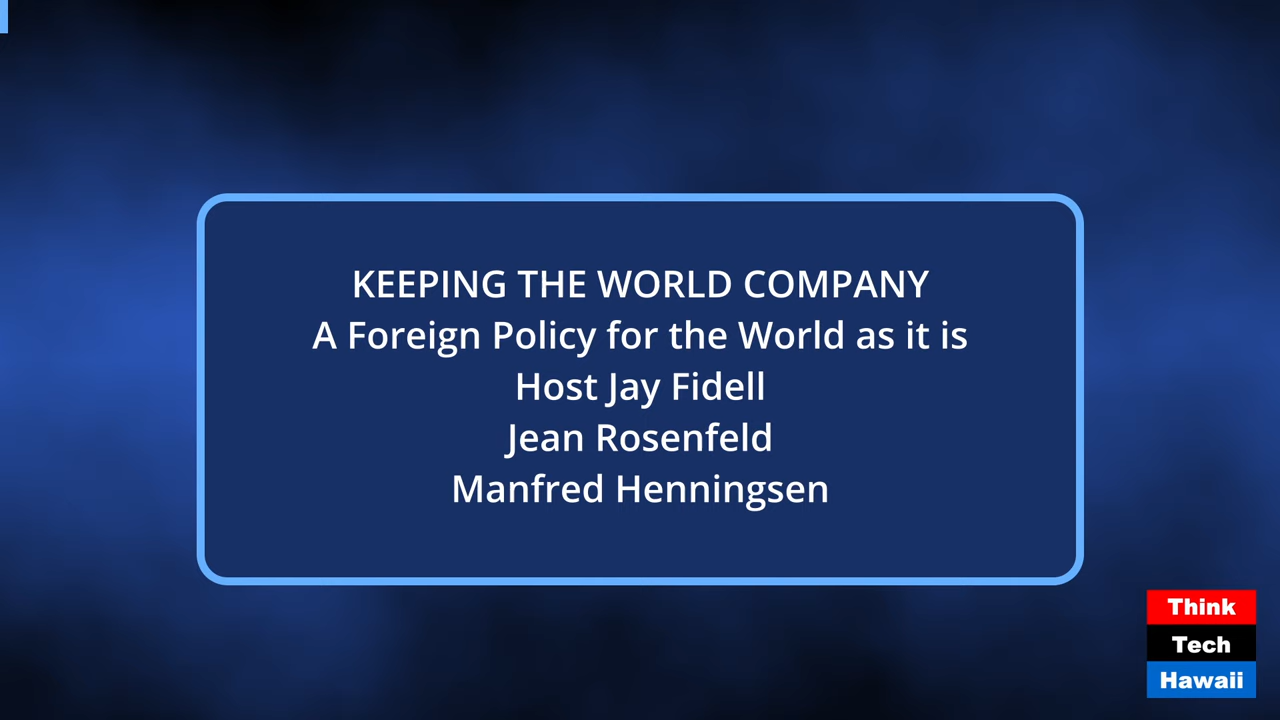 KEEPING THE WORLD COMPANY
A Foreign Policy for the World as it is
Host Jay Fidell
Jean Rosenfeld
Manfred Henningsen
Think
Tech
Hawaii